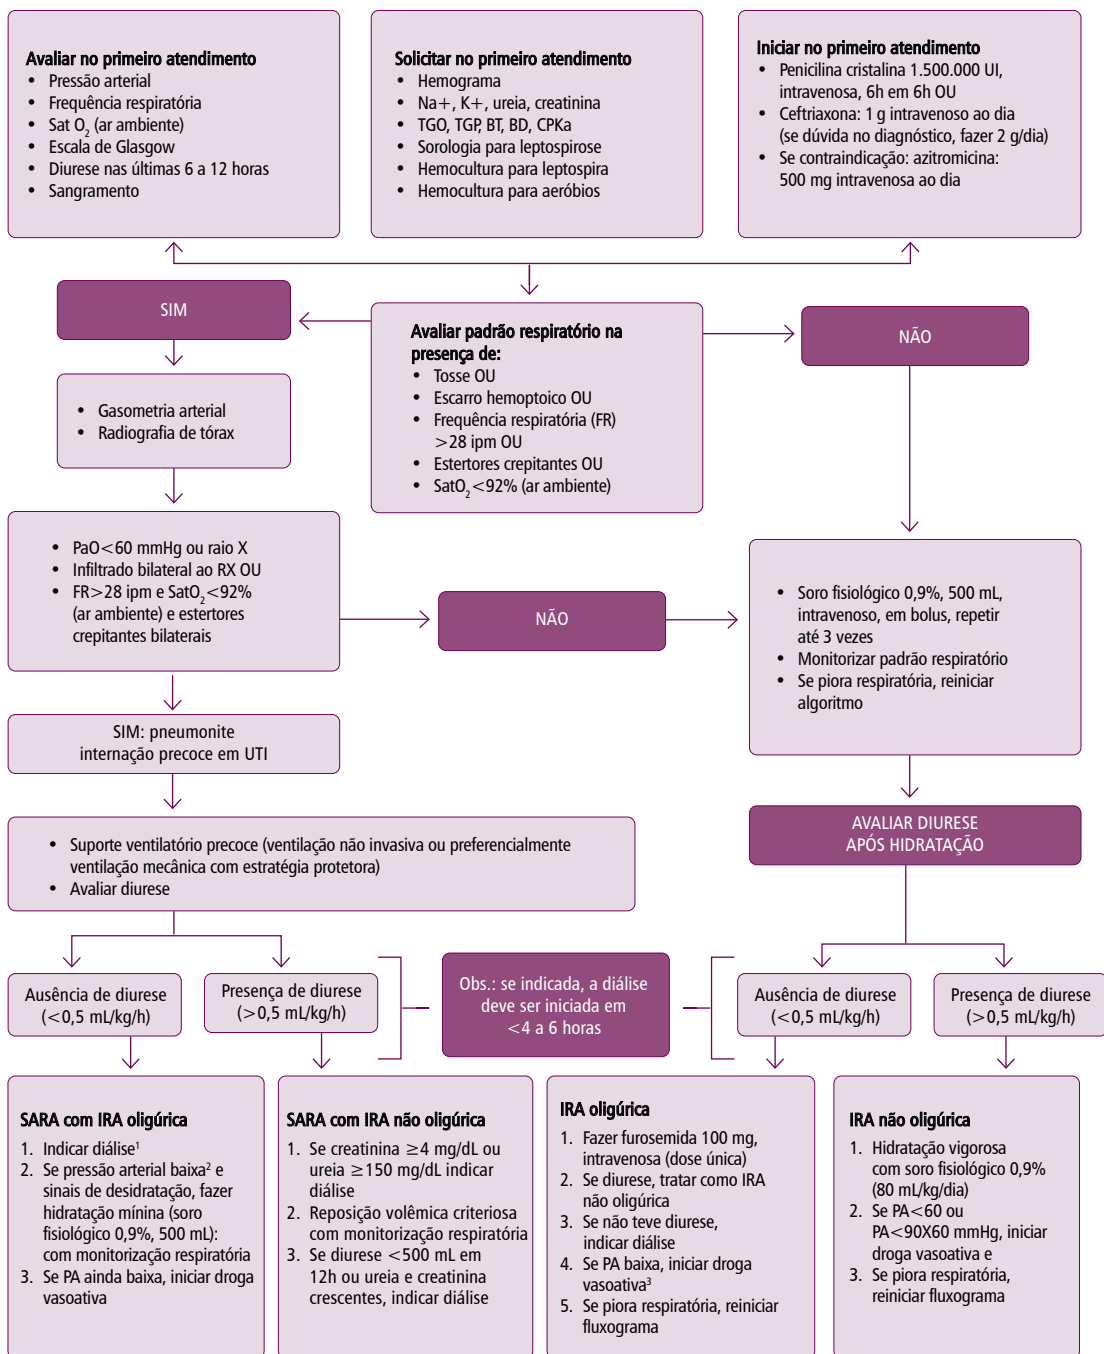 Avaliar no primeiro atendimento
• Pressão arterial
• Frequência respiratória
• Sat O₂ (ar ambiente)
• Escala de Glasgow
• Diurese nas últimas 6 a 12 horas
• Sangramento
Solicitar no primeiro atendimento
• Hemograma
• Na+, K+, ureia, creatinina
• TGO, TGP, BT, BD, CPKa
• Sorologia para leptospirose
• Hemocultura para leptospira
• Hemocultura para aeróbios
Iniciar no primeiro atendimento
• Penicilina cristalina 1.500.000 UI,
intravenosa, 6h em 6h OU
• Ceftriaxona: 1 g intravenoso ao dia
(se dúvida no diagnóstico, fazer 2 g/dia)
• Se contraindicação: azitromicina:
500 mg intravenosa ao dia
SIM
Avaliar padrão respiratório na
presença de:
• Tosse OU
• Escarro hemoptoico OU
• Frequência respiratória (FR)
>28 ipm OU
• Estertores crepitantes OU
• SatO₂<92% (ar ambiente)
NÃO
• Gasometria arterial
• Radiografia de tórax
• PaO<60 mmHg ou raio X
• Infiltrado bilateral ao RX OU
• FR>28 ipm e SatO₂<92%
(ar ambiente) e estertores
crepitantes bilaterais
NÃO
• Soro fisiológico 0,9%, 500 mL,
intravenoso, em bolus, repetir
até 3 vezes
• Monitorizar padrão respiratório
• Se piora respiratória, reiniciar
algoritmo
SIM: pneumonite
internação precoce em UTI
• Suporte ventilatório precoce (ventilação não invasiva ou preferencialmente
ventilação mecânica com estratégia protetora)
• Avaliar diurese
AVALIAR DIURESE
APÓS HIDRATAÇÃO
Ausência de diurese
(<0,5 mL/kg/h)
Presença de diurese
(>0,5 mL/kg/h)
Obs.: se indicada, a diálise
deve ser iniciada em
<4 a 6 horas
Ausência de diurese
(<0,5 mL/kg/h)
Presença de diurese
(>0,5 mL/kg/h)
SARA com IRA oligúrica
1. Indicar diálise¹
2. Se pressão arterial baixa² e
sinais de desidratação, fazer
hidratação mínina (soro
fisiológico 0,9%, 500 mL):
com monitorização respiratória
3. Se PA ainda baixa, iniciar droga
vasoativa
SARA com IRA não oligúrica
1. Se creatinina ≥4 mg/dL ou
ureia ≥150 mg/dL indicar
diálise
2. Reposição volêmica criteriosa
com monitorização respiratória
3. Se diurese <500 mL em
12h ou ureia e creatinina
crescentes, indicar diálise
IRA oligúrica
1. Fazer furosemida 100 mg,
intravenosa (dose única)
2. Se diurese, tratar como IRA
não oligúrica
3. Se não teve diurese,
indicar diálise
4. Se PA baixa, iniciar droga
vasoativa³
5. Se piora respiratória, reiniciar
fluxograma
IRA não oligúrica
1. Hidratação vigorosa
com soro fisiológico 0,9%
(80 mL/kg/dia)
2. Se PA<60 ou
PA<90X60 mmHg, iniciar
droga vasoativa e
3. Se piora respiratória,
reiniciar fluxograma